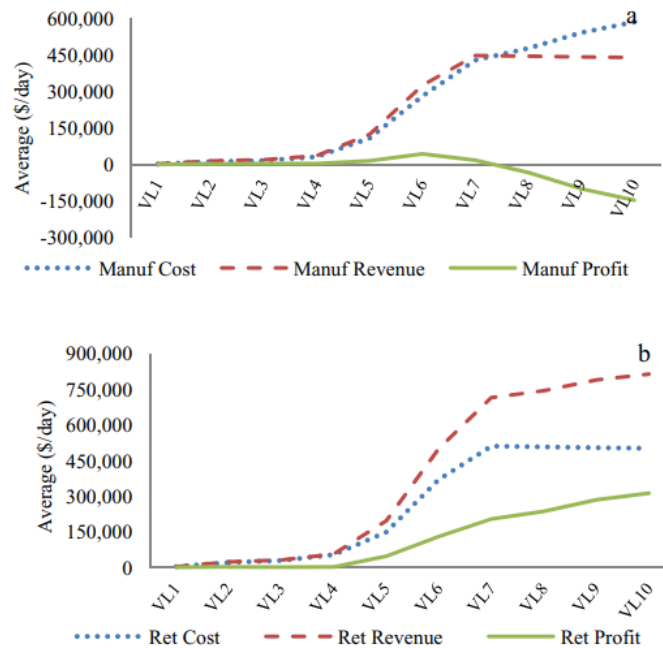 a
600,000
450,000
300,000
150,000
0
-150,000
-300,000
Average ($/day)
VL1 VL2 VL3 VL4 VL5 VL6 VL7 VL8 VL9 VL10
Manuf Cost Manuf Revenue Manuf Profit
b
900,000
750,000
600,000
450,000
300,000
150,000
0
Average ($/day)
VL1 VL2 VL3 VL4 VL5 VL6 VL7 VL8 VL9 VL10
Ret Cost Ret Revenue Ret Profit